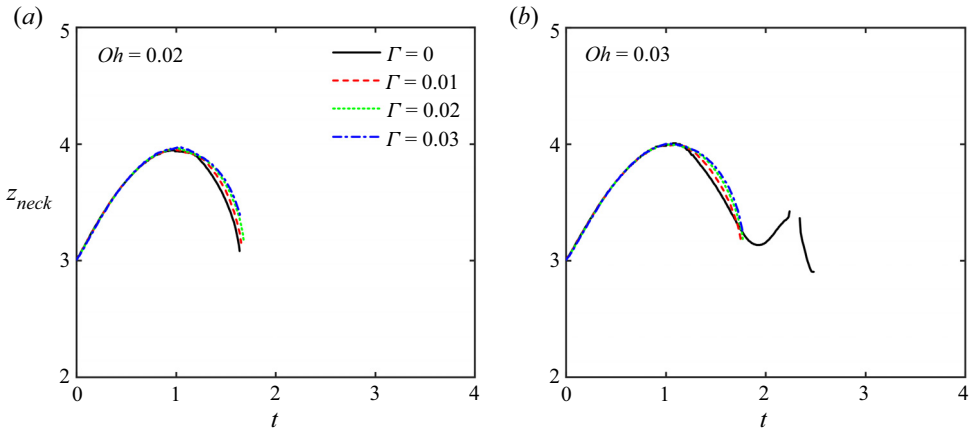 (a)
Oh = 0.02
Γ = 0
Γ = 0.01
Γ = 0.02
Γ = 0.03
5
4
3
2
z_neck
0 1 2 3 4
t
(b)
Oh = 0.03
5
4
3
2
0 1 2 3 4
t